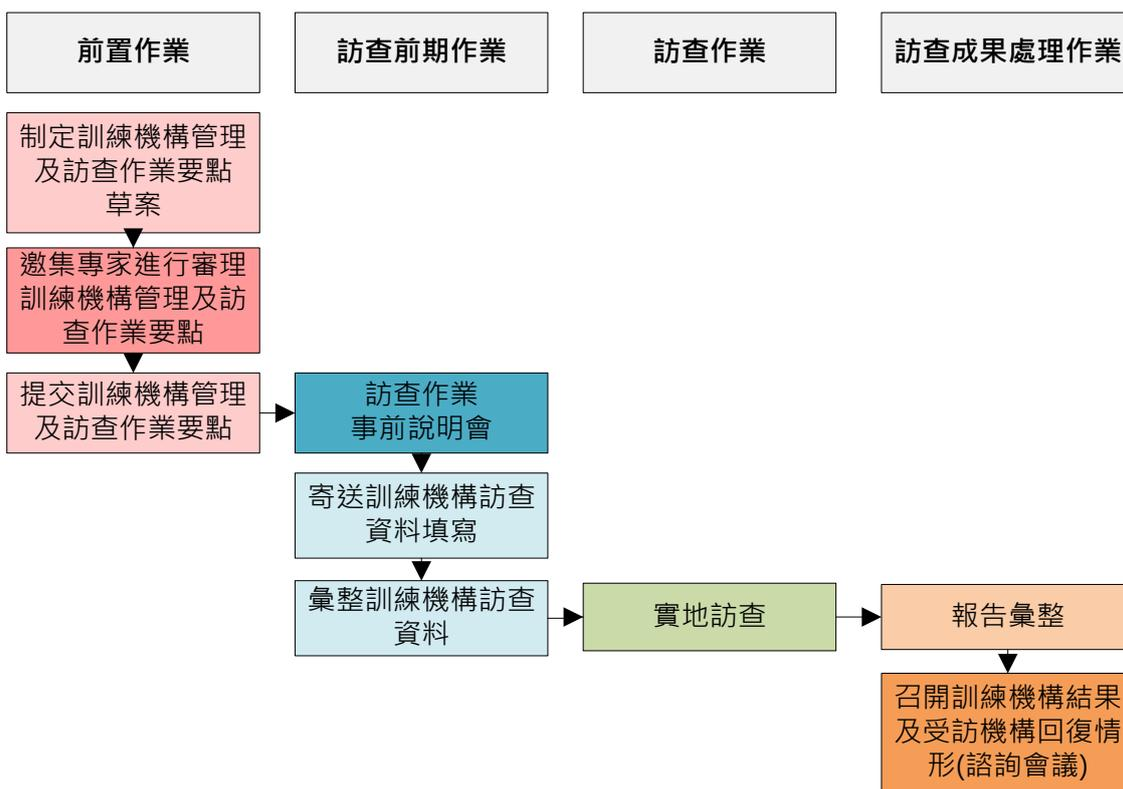 前置作業
訪查前期作業
訪查作業
訪查成果處理作業
制定訓練機構管理
及訪查作業要點
草案
邀集專家進行審理
訓練機構管理及訪
查作業要點
提交訓練機構管理
及訪查作業要點
訪查作業
事前說明會
寄送訓練機構訪查
資料填寫
彙整訓練機構訪查
資料
實地訪查
報告彙整
召開訓練機構結果
及受訪機構回復情
形(諮詢會議)